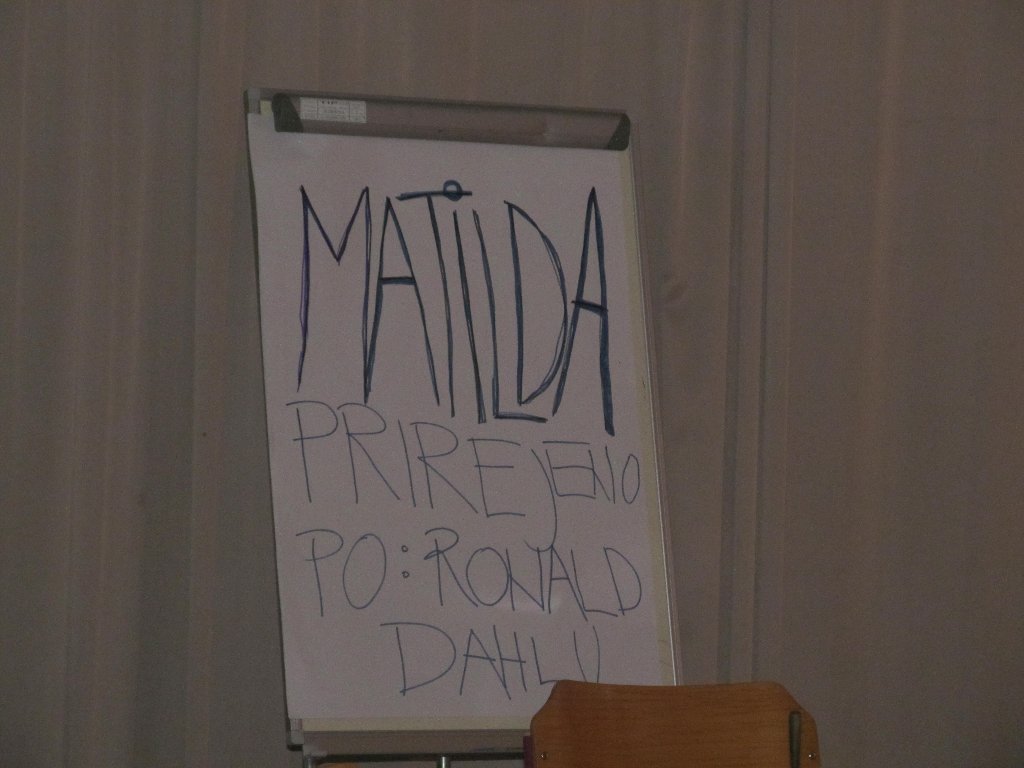 MATILDA
PRIREJENO
PO: RONALD
DAHLU